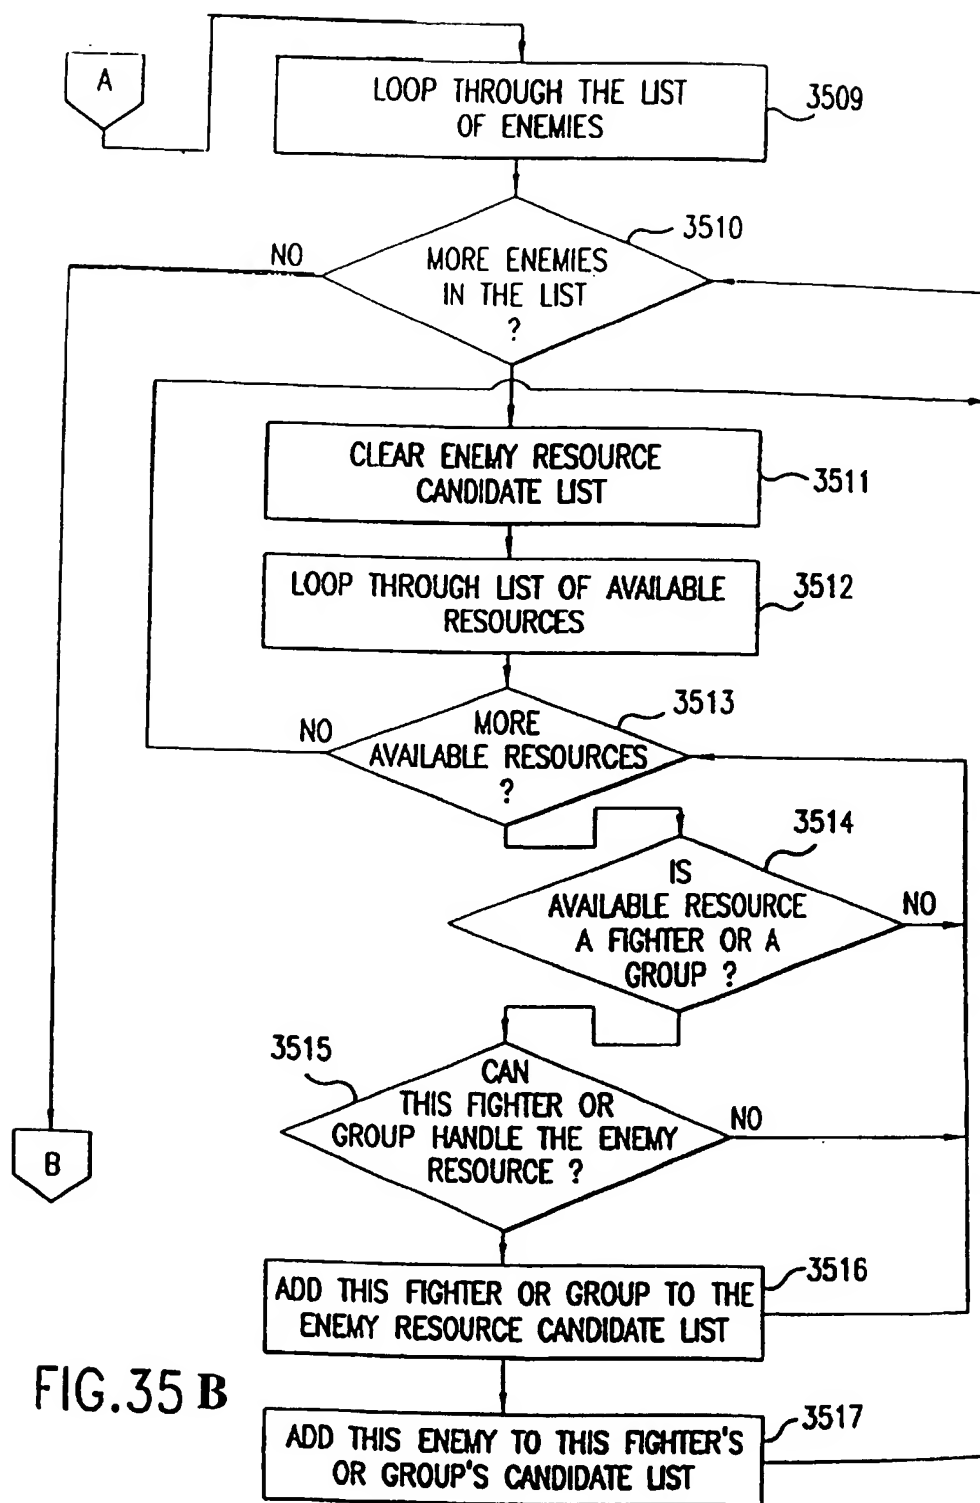 A
LOOP THROUGH THE LIST
OF ENEMIES
3509
3510
MORE ENEMIES
IN THE LIST
?
NO
CLEAR ENEMY RESOURCE
CANDIDATE LIST
3511
LOOP THROUGH LIST OF AVAILABLE
RESOURCES
3512
3513
MORE
AVAILABLE RESOURCES
?
NO
3514
IS
AVAILABLE RESOURCE
A FIGHTER OR A
GROUP ?
NO
3515
CAN
THIS FIGHTER OR
GROUP HANDLE THE ENEMY
RESOURCE ?
NO
B
ADD THIS FIGHTER OR GROUP TO THE
ENEMY RESOURCE CANDIDATE LIST
3516
FIG.35 B
ADD THIS ENEMY TO THIS FIGHTER'S
OR GROUP'S CANDIDATE LIST
3517